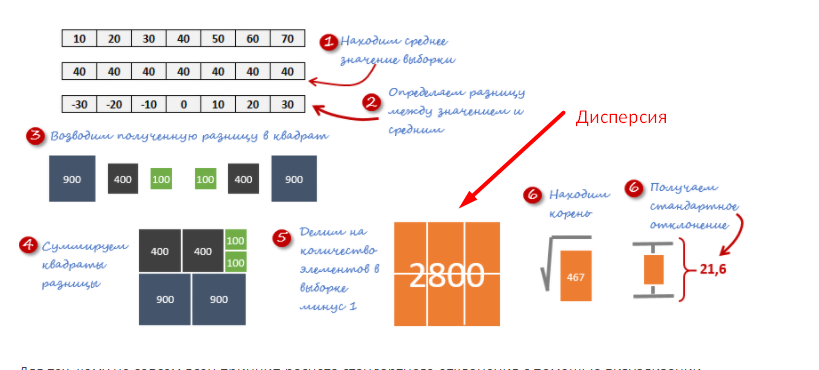 10 20 30 40 50 60 70
1 Находим среднее
значение выборки
40 40 40 40 40 40 40
2 Определяем разницу
между значением и
средним
-30 -20 -10 0 10 20 30
Дисперсия
3 Возводим полученную разницу в квадрат
900 400 100 100 400 900
4 Суммируем
квадраты
разницы
400 400 100
100
900 900
5 Делим на
количество
элементов в
выборке
минус 1
2800
6 Находим
корень
467
6 Получаем
стандартное
отклонение
21,6